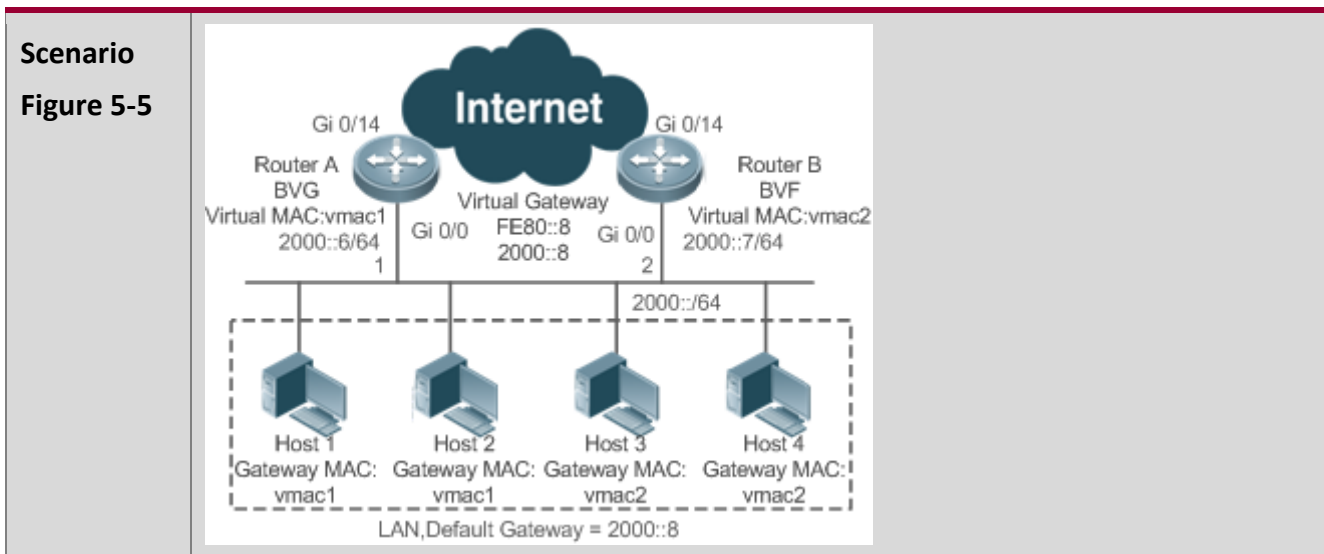 Scenario
Figure 5-5
Internet
Gi 0/14
Gi 0/14
Router A
BVG
Virtual MAC:vmac1
2000::6/64
1
Gi 0/0
Virtual Gateway
FE80::8
2000::8
Gi 0/0
2
Router B
BVF
Virtual MAC:vmac2
2000::7/64
2000::/64
Host 1
Gateway MAC:
vmac1
Host 2
Gateway MAC:
vmac1
Host 3
Gateway MAC:
vmac2
Host 4
Gateway MAC:
vmac2
LAN,Default Gateway = 2000::8